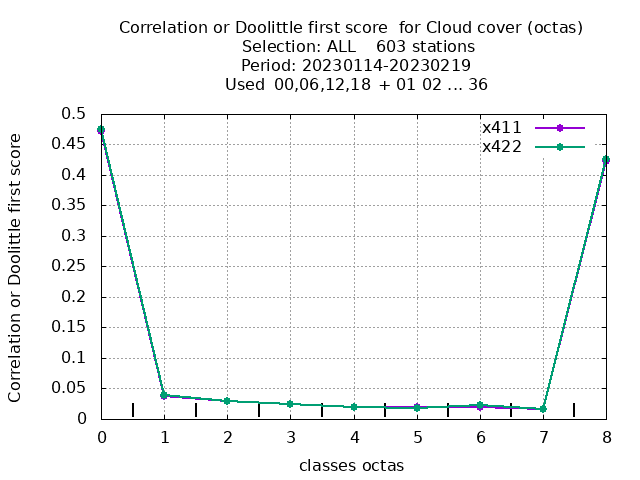 Correlation or Doolittle first score  for Cloud cover (octas)
Selection: ALL    603 stations
Period: 20230114-20230219
Used  00,06,12,18 + 01 02 ... 36
Correlation or Doolittle first score
0.5
0.45
0.4
0.35
0.3
0.25
0.2
0.15
0.1
0.05
0
x411
x422
0 1 2 3 4 5 6 7 8
classes octas